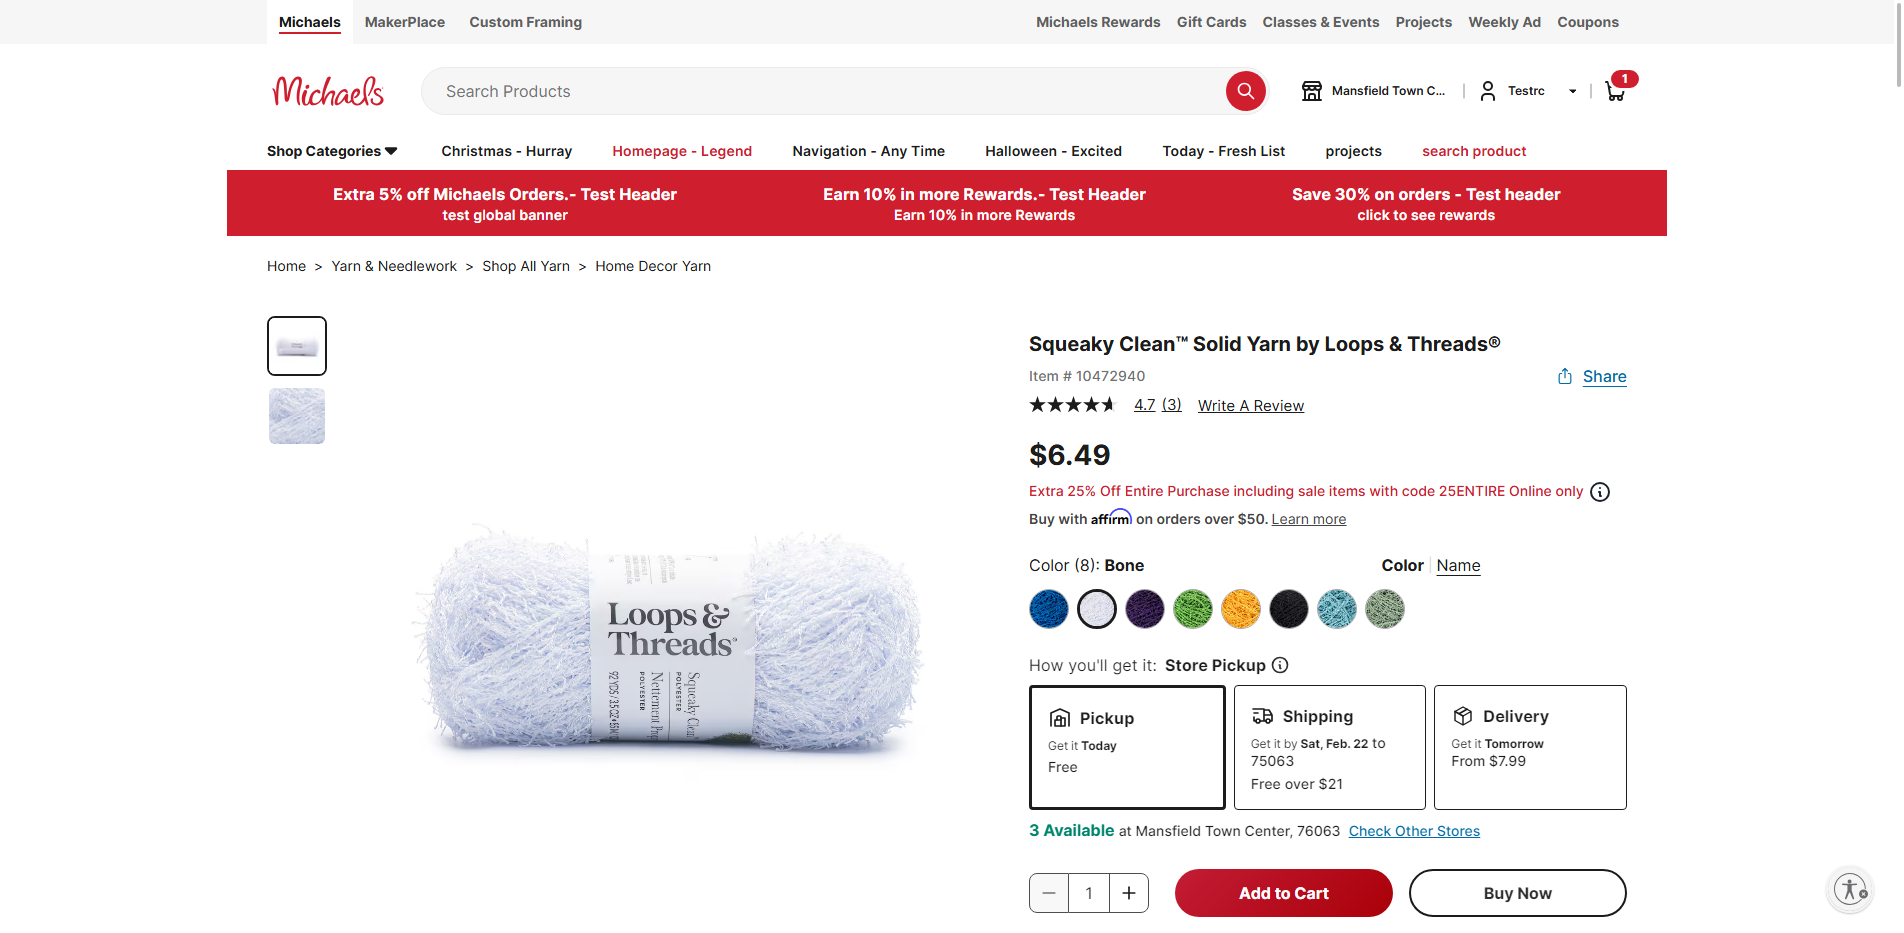 Michaels
MakerPlace
Custom Framing
Michaels Rewards
Gift Cards
Classes & Events
Projects
Weekly Ad
Coupons
Michaels
Search Products
Mansfield Town C...
Testrc
1
Shop Categories
Christmas - Hurray
Homepage - Legend
Navigation - Any Time
Halloween - Excited
Today - Fresh List
projects
search product
Extra 5% off Michaels Orders.- Test Header
test global banner
Earn 10% in more Rewards.- Test Header
Earn 10% in more Rewards
Save 30% on orders - Test header
click to see rewards
Home > Yarn & Needlework > Shop All Yarn > Home Decor Yarn
Squeaky Clean™ Solid Yarn by Loops & Threads®
Item # 10472940
Share
4.7 (3) Write A Review
$6.49
Extra 25% Off Entire Purchase including sale items with code 25ENTIRE Online only
Buy with affirm on orders over $50. Learn more
Color (8): Bone
Color | Name
How you'll get it: Store Pickup
Pickup
Get it Today
Free
Shipping
Get it by Sat, Feb. 22 to
75063
Free over $21
Delivery
Get it Tomorrow
From $7.99
3 Available at Mansfield Town Center, 76063 Check Other Stores
1
Add to Cart
Buy Now
Loops &
Threads
Squeaky Clean
POLYESTER
Nettement
POLYESTER
92 YDS / 3.5 OZ